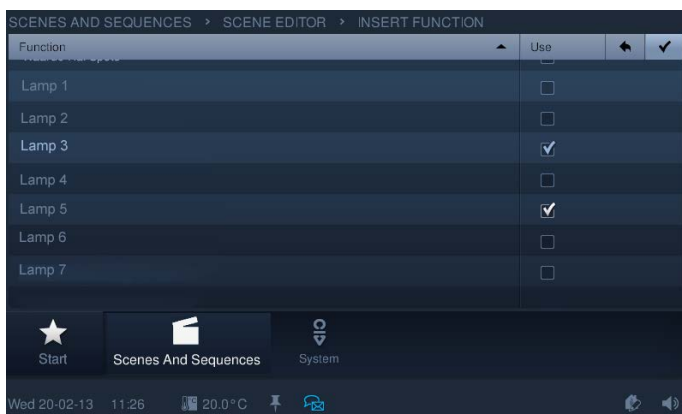 SCENES AND SEQUENCES > SCENE EDITOR > INSERT FUNCTION
Function Use
Lamp 1
Lamp 2
Lamp 3
Lamp 4
Lamp 5
Lamp 6
Lamp 7
Start Scenes And Sequences System
Wed 20-02-13 11:26 20.0°C